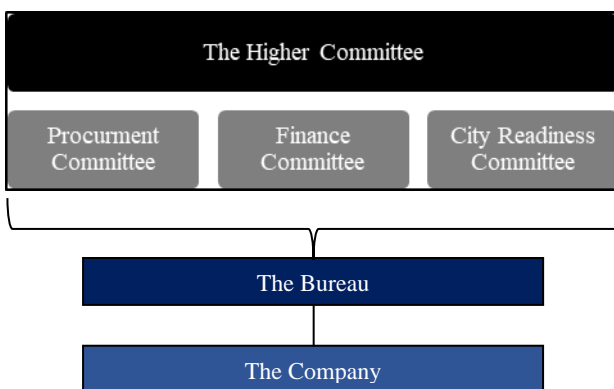 The Higher Committee
Procurment
Committee
Finance
Committee
City Readiness
Committee
The Bureau
The Company